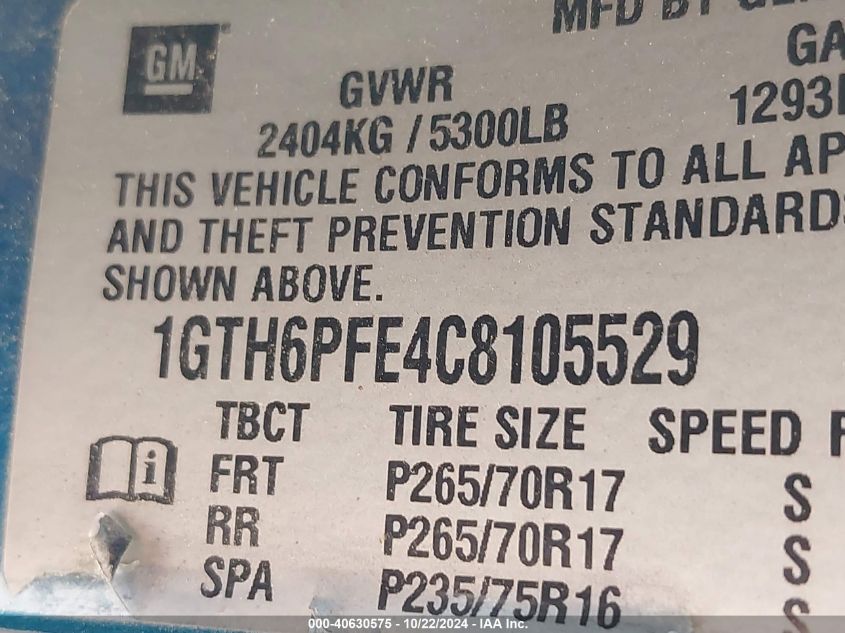 GM
MFD BY
GVWR
2404KG / 5300LB
1293
THIS VEHICLE CONFORMS TO ALL AP
AND THEFT PREVENTION STANDARDS
SHOWN ABOVE.
1GTH6PFE4C8105529
TBCT TIRE SIZE SPEED
FRT P265/70R17 S
RR P265/70R17 S
SPA P235/75R16
000-40630575 - 10/22/2024 - IAA Inc.